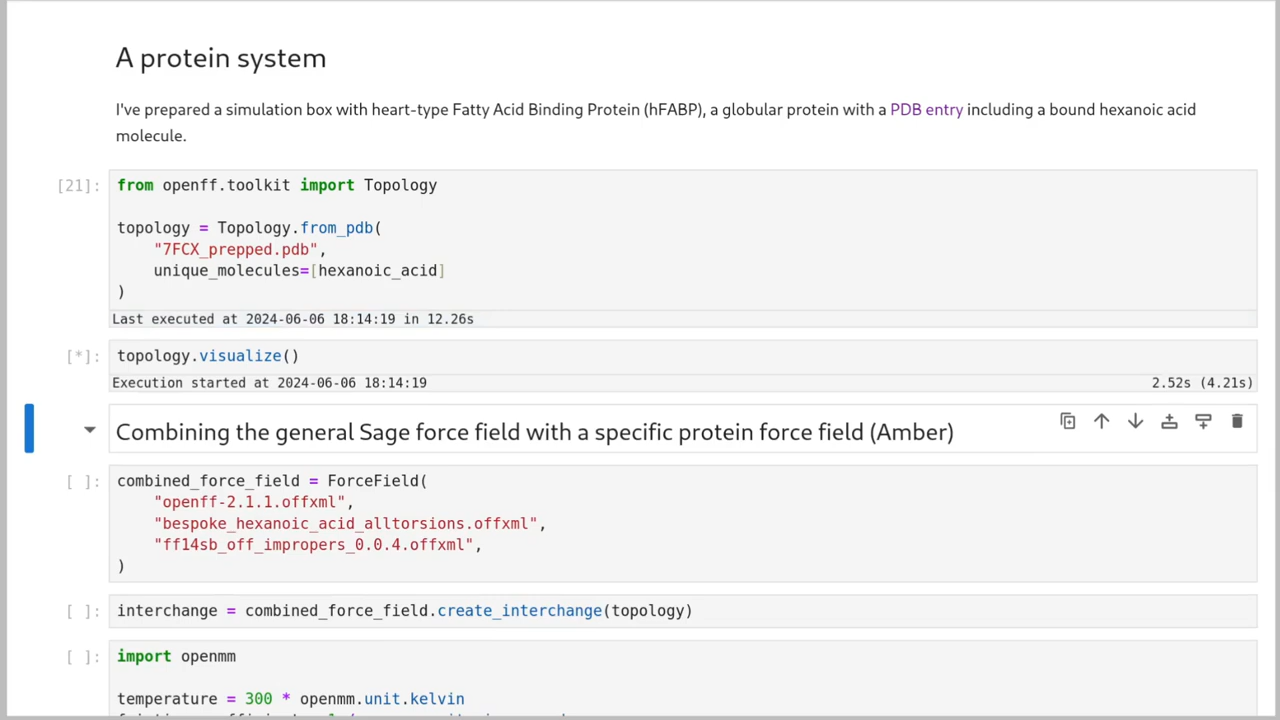 A protein system
I've prepared a simulation box with heart-type Fatty Acid Binding Protein (hFABP), a globular protein with a PDB entry including a bound hexanoic acid
molecule.
[21]: from openff.toolkit import Topology
topology = Topology.from_pdb(
"7FCX_prepped.pdb",
unique_molecules=[hexanoic_acid]
)
Last executed at 2024-06-06 18:14:19 in 12.26s
[*]: topology.visualize()
Execution started at 2024-06-06 18:14:19 2.52s (4.21s)
Combining the general Sage force field with a specific protein force field (Amber)
[ ]: combined_force_field = ForceField(
"openff-2.1.1.offxml",
"bespoke_hexanoic_acid_alltorsions.offxml",
"ff14sb_off_impropers_0.0.4.offxml",
)
[ ]: interchange = combined_force_field.create_interchange(topology)
[ ]: import openmm
temperature = 300 * openmm.unit.kelvin